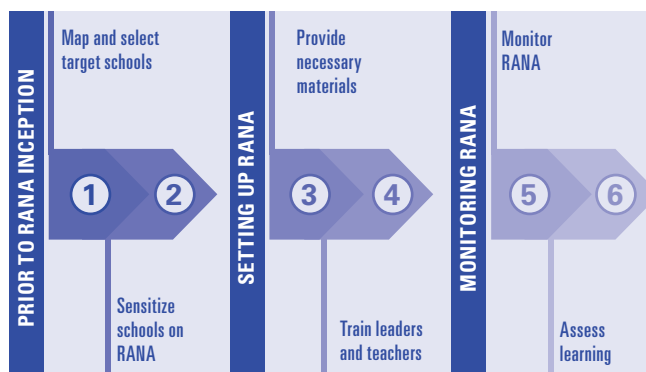 PRIOR TO RANA INCEPTION
Map and select
target schools
1
2
Sensitize
schools on
RANA
SETTING UP RANA
Provide
necessary
materials
3
4
Train leaders
and teachers
MONITORING RANA
Monitor
RANA
5
6
Assess
learning